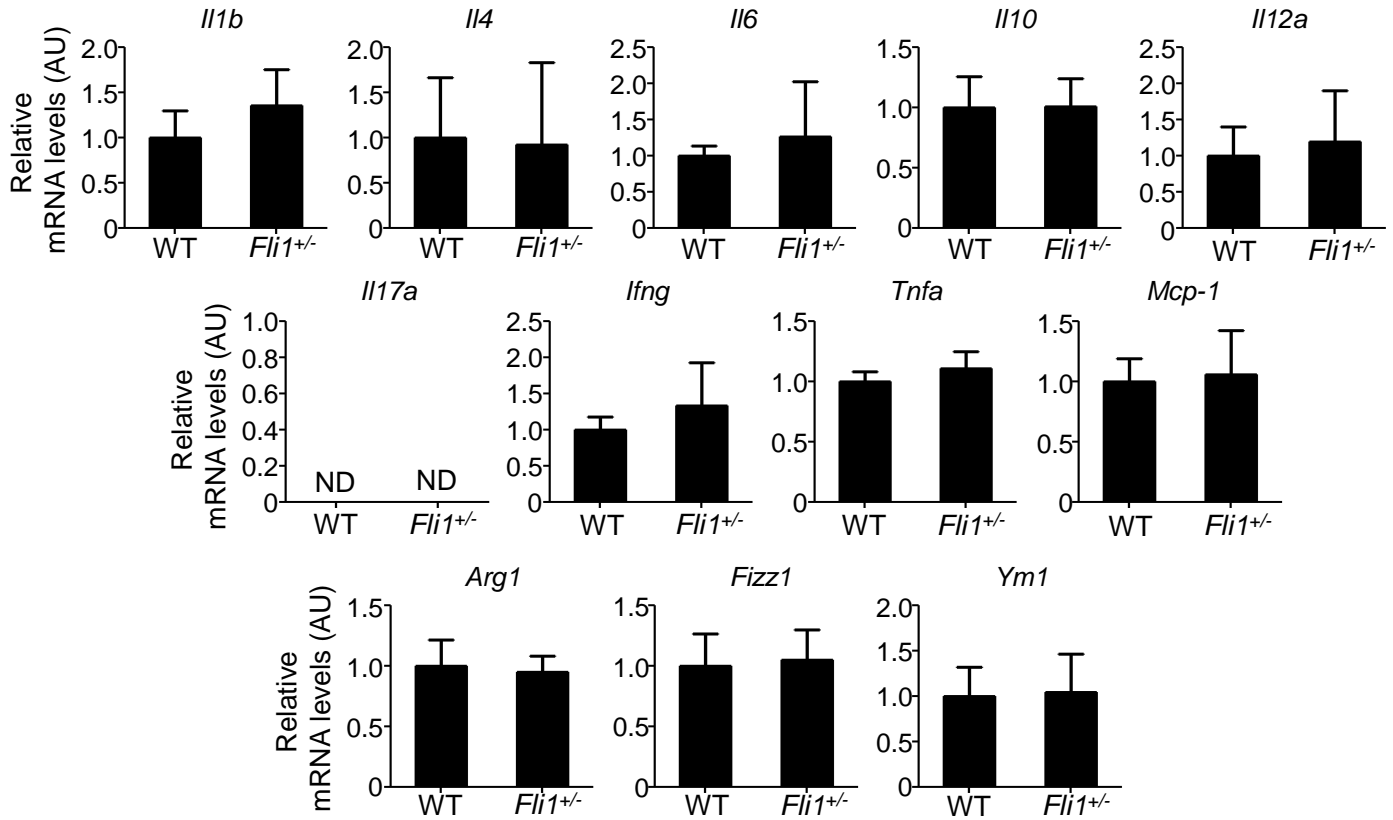 Il1b Il4 Il6 Il10 Il12a
Relative
mRNA levels (AU)
2.0 1.5 1.0 0.5 0
WT Fli1+/-
2.0 1.5 1.0 0.5 0
WT Fli1+/-
2.5 2.0 1.5 1.0 0.5 0
WT Fli1+/-
1.5 1.0 0.5 0
WT Fli1+/-
2.5 2.0 1.5 1.0 0.5 0
WT Fli1+/-
Il17a Ifng Tnfa Mcp-1
Relative
mRNA levels (AU)
1.0 0.8 0.6 0.4 0.2 0
ND ND
WT Fli1+/-
2.5 2.0 1.5 1.0 0.5 0
WT Fli1+/-
1.5 1.0 0.5 0
WT Fli1+/-
1.5 1.0 0.5 0
WT Fli1+/-
Arg1 Fizz1 Ym1
Relative
mRNA levels (AU)
1.5 1.0 0.5 0
WT Fli1+/-
1.5 1.0 0.5 0
WT Fli1+/-
2.0 1.5 1.0 0.5 0
WT Fli1+/-